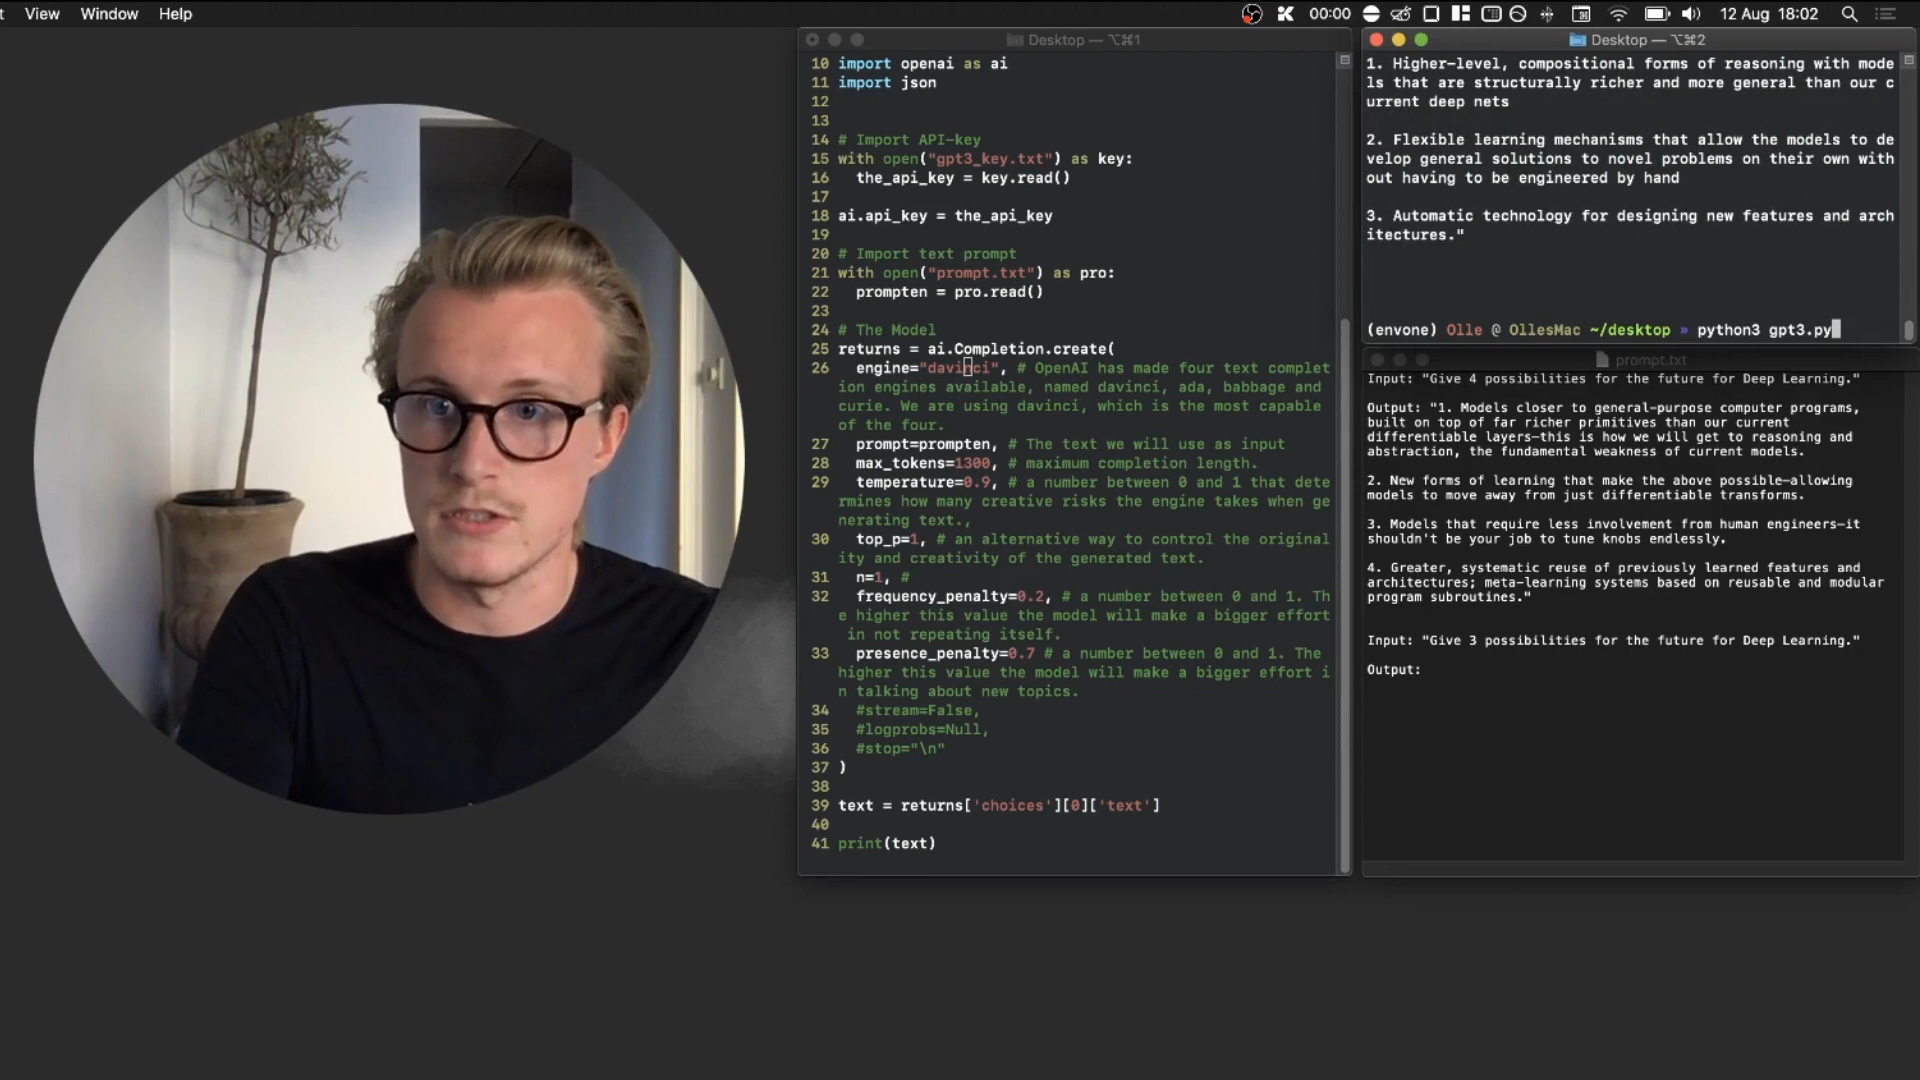 View Window Help
00:00 12 Aug 18:02
Desktop — ⌥⌘1
10 import openai as ai
11 import json
12
13
14 # Import API-key
15 with open("gpt3_key.txt") as key:
16 the_api_key = key.read()
17
18 ai.api_key = the_api_key
19
20 # Import text prompt
21 with open("prompt.txt") as pro:
22 prompten = pro.read()
23
24 # The Model
25 returns = ai.Completion.create(
26 engine="davinci", # OpenAI has made four text complet
ion engines available, named davinci, ada, babbage and
curie. We are using davinci, which is the most capable
of the four.
27 prompt=prompten, # The text we will use as input
28 max_tokens=1300, # maximum completion length.
29 temperature=0.9, # a number between 0 and 1 that dete
rmines how many creative risks the engine takes when ge
nerating text.,
30 top_p=1, # an alternative way to control the original
ity and creativity of the generated text.
31 n=1, #
32 frequency_penalty=0.2, # a number between 0 and 1. Th
e higher this value the model will make a bigger effort
in not repeating itself.
33 presence_penalty=0.7 # a number between 0 and 1. The
higher this value the model will make a bigger effort i
n talking about new topics.
34 #stream=False,
35 #logprobs=Null,
36 #stop="\n"
37 )
38
39 text = returns['choices'][0]['text']
40
41 print(text)
Desktop — ⌥⌘2
1. Higher-level, compositional forms of reasoning with mode
ls that are structurally richer and more general than our c
urrent deep nets
2. Flexible learning mechanisms that allow the models to de
velop general solutions to novel problems on their own with
out having to be engineered by hand
3. Automatic technology for designing new features and arch
itectures."
(envone) Olle @ OllesMac ~/desktop » python3 gpt3.py
prompt.txt
Input: "Give 4 possibilities for the future for Deep Learning."
Output: "1. Models closer to general-purpose computer programs,
built on top of far richer primitives than our current
differentiable layers—this is how we will get to reasoning and
abstraction, the fundamental weakness of current models.
2. New forms of learning that make the above possible—allowing
models to move away from just differentiable transforms.
3. Models that require less involvement from human engineers—it
shouldn't be your job to tune knobs endlessly.
4. Greater, systematic reuse of previously learned features and
architectures; meta-learning systems based on reusable and modular
program subroutines."
Input: "Give 3 possibilities for the future for Deep Learning."
Output: